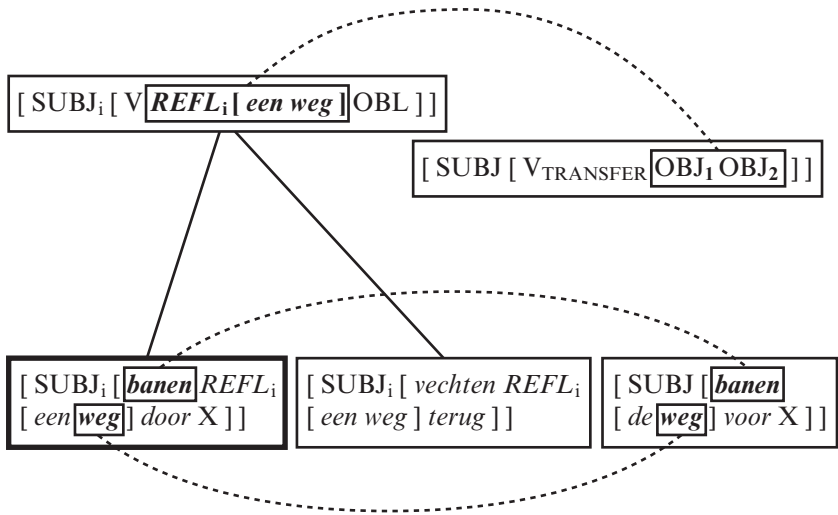 [ SUBJi [ V REFLi [ een weg ] OBL ] ]
[ SUBJ [ VTRANSFER OBJ1 OBJ2 ] ]
[ SUBJi [ banen REFLi
[ een weg ] door X ] ]
[ SUBJi [ vechten REFLi
[ een weg ] terug ] ]
[ SUBJ [ banen
[ de weg ] voor X ] ]